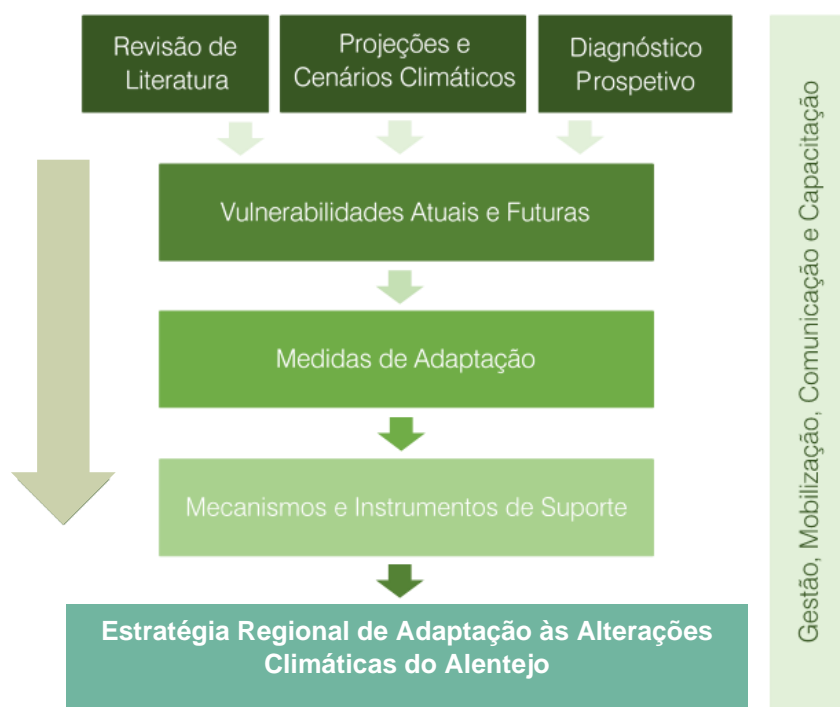 Revisão de
Literatura
Projeções e
Cenários Climáticos
Diagnóstico
Prospetivo
Vulnerabilidades Atuais e Futuras
Medidas de Adaptação
Mecanismos e Instrumentos de Suporte
Estratégia Regional de Adaptação às Alterações
Climáticas do Alentejo
Gestão, Mobilização, Comunicação e Capacitação